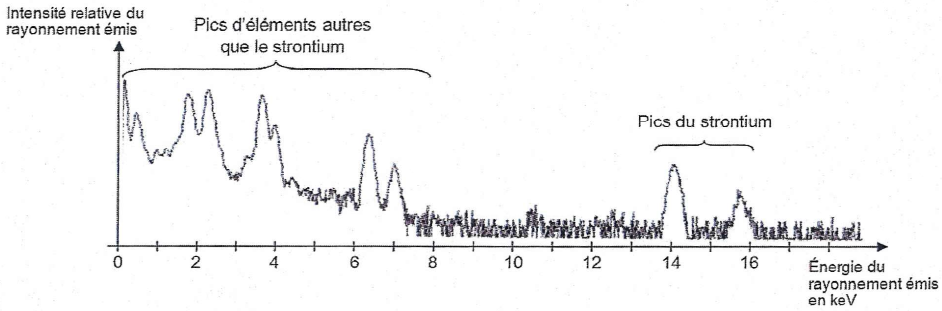 Intensité relative du
rayonnement émis
Pics d'éléments autres
que le strontium
Pics du strontium
0 2 4 6 8 10 12 14 16
Énergie du
rayonnement émis
en keV